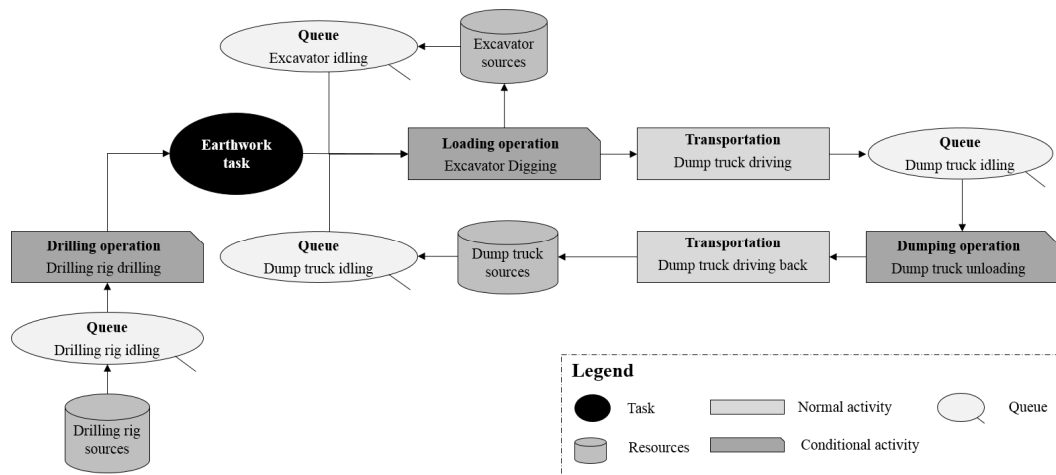 Queue
Excavator idling
Excavator
sources
Earthwork
task
Loading operation
Excavator Digging
Transportation
Dump truck driving
Queue
Dump truck idling
Drilling operation
Drilling rig drilling
Queue
Dump truck idling
Dump truck
sources
Transportation
Dump truck driving back
Dumping operation
Dump truck unloading
Queue
Drilling rig idling
Drilling rig
sources
Legend
Task
Normal activity
Queue
Resources
Conditional activity